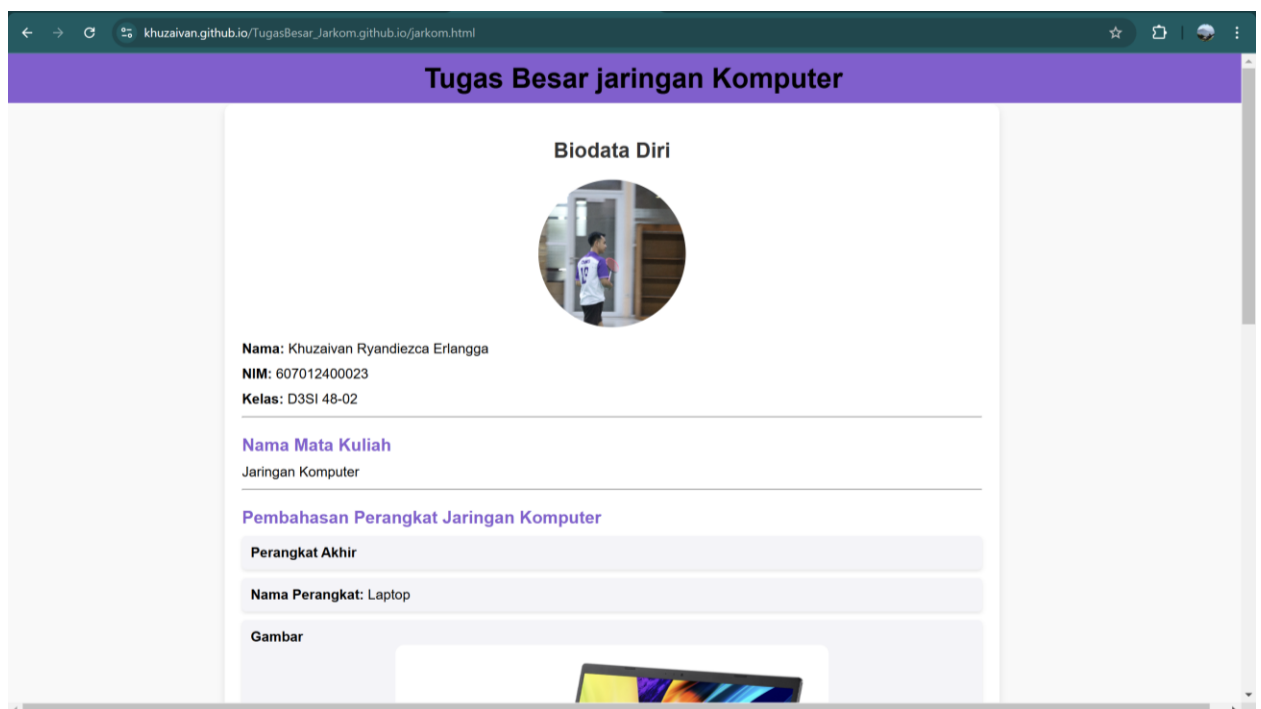 khuzaivan.github.io/TugasBesar_Jarkom.github.io/jarkom.html
Tugas Besar jaringan Komputer
Biodata Diri
19
Nama: Khuzaivan Ryandiezca Erlangga
NIM: 607012400023
Kelas: D3SI 48-02
Nama Mata Kuliah
Jaringan Komputer
Pembahasan Perangkat Jaringan Komputer
Perangkat Akhir
Nama Perangkat: Laptop
Gambar